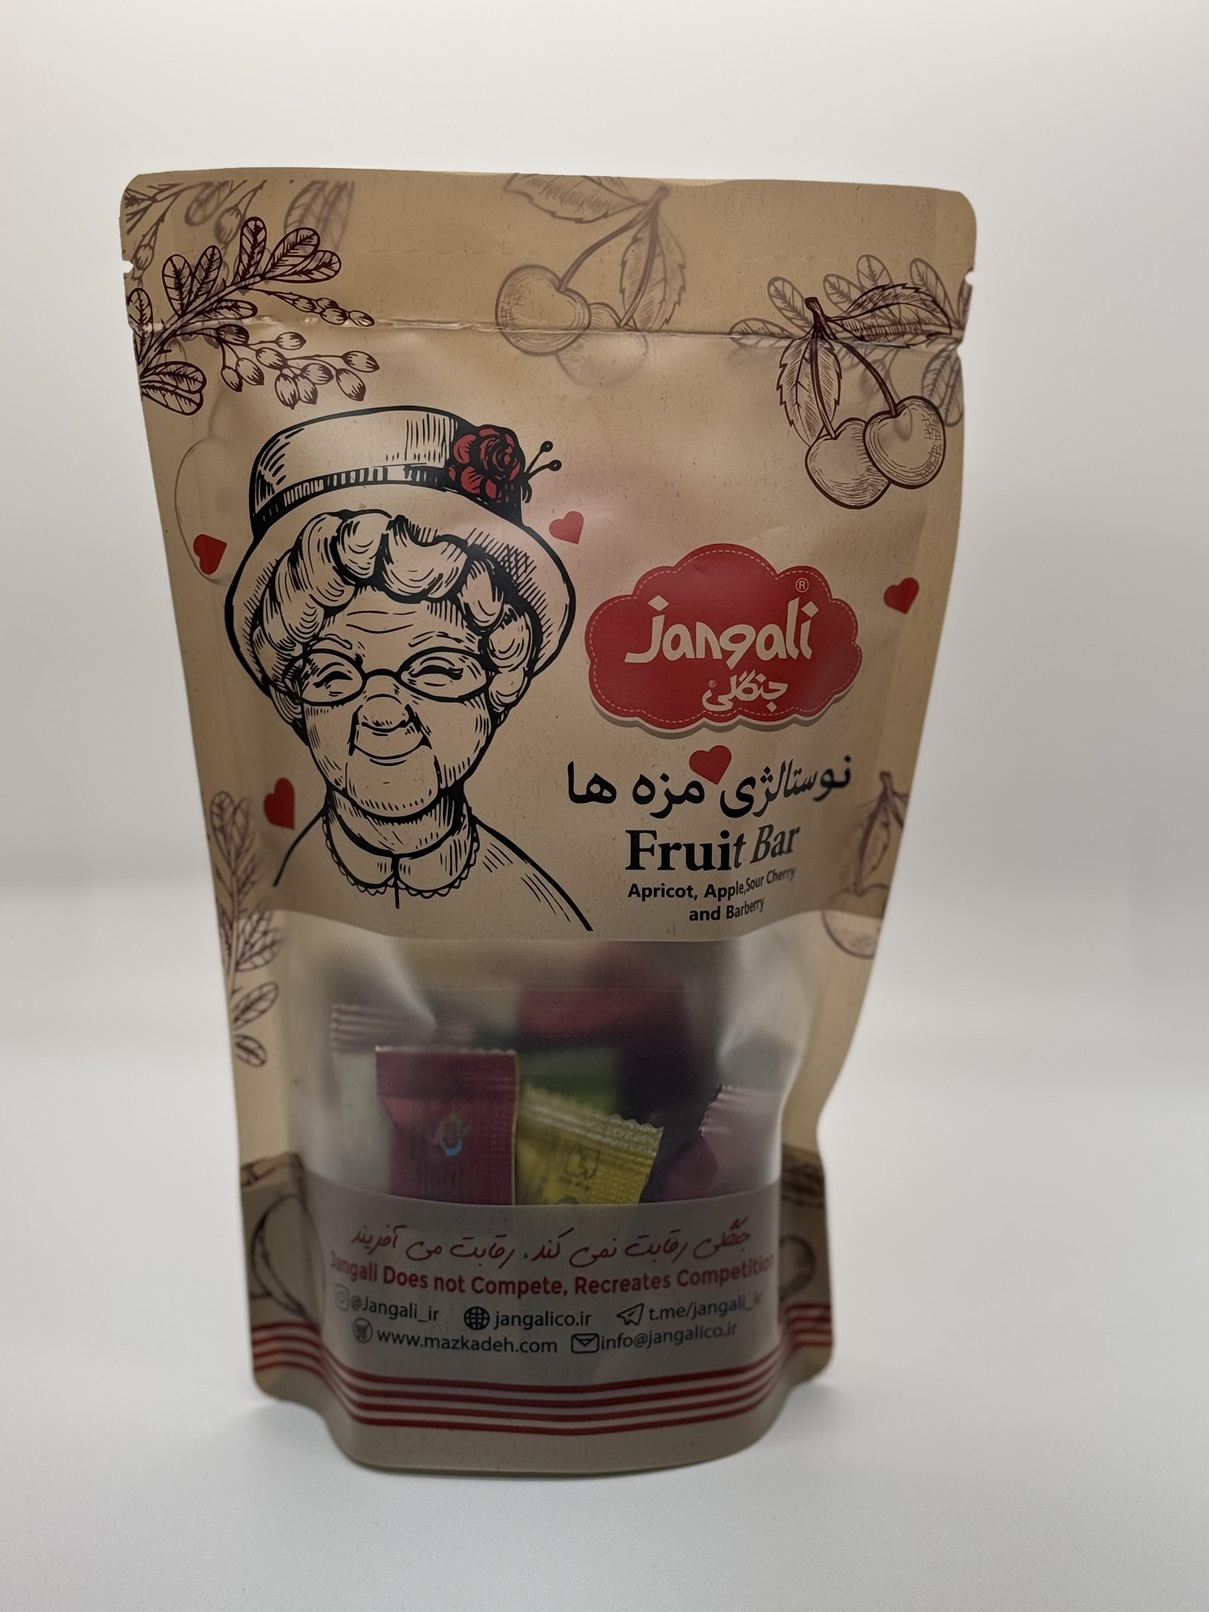 jangali ®
جنگلی ®
نوستالژی مزه ها
Fruit Bar
Apricot, Apple,Sour Cherry
and Barberry
جنگلی رقابت نمی کند، رقابت می آفریند
Jangali Does not Compete, Recreates Competition
@Jangali_ir jangalico.ir t.me/jangali_ir
www.mazkadeh.com info@jangalico.ir